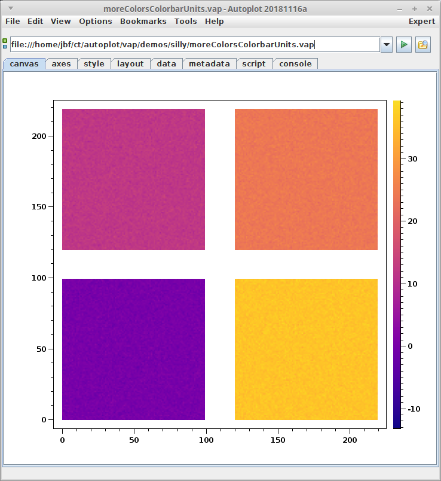 moreColorsColorbarUnits.vap - Autoplot 20181116a
File Edit View Options Bookmarks Tools Help Expert
file:///home/jbf/ct/autoplot/vap/demos/silly/moreColorsColorbarUnits.vap
canvas axes style layout data metadata script console
200
150
100
50
0
0 50 100 150 200
30
20
10
0
-10